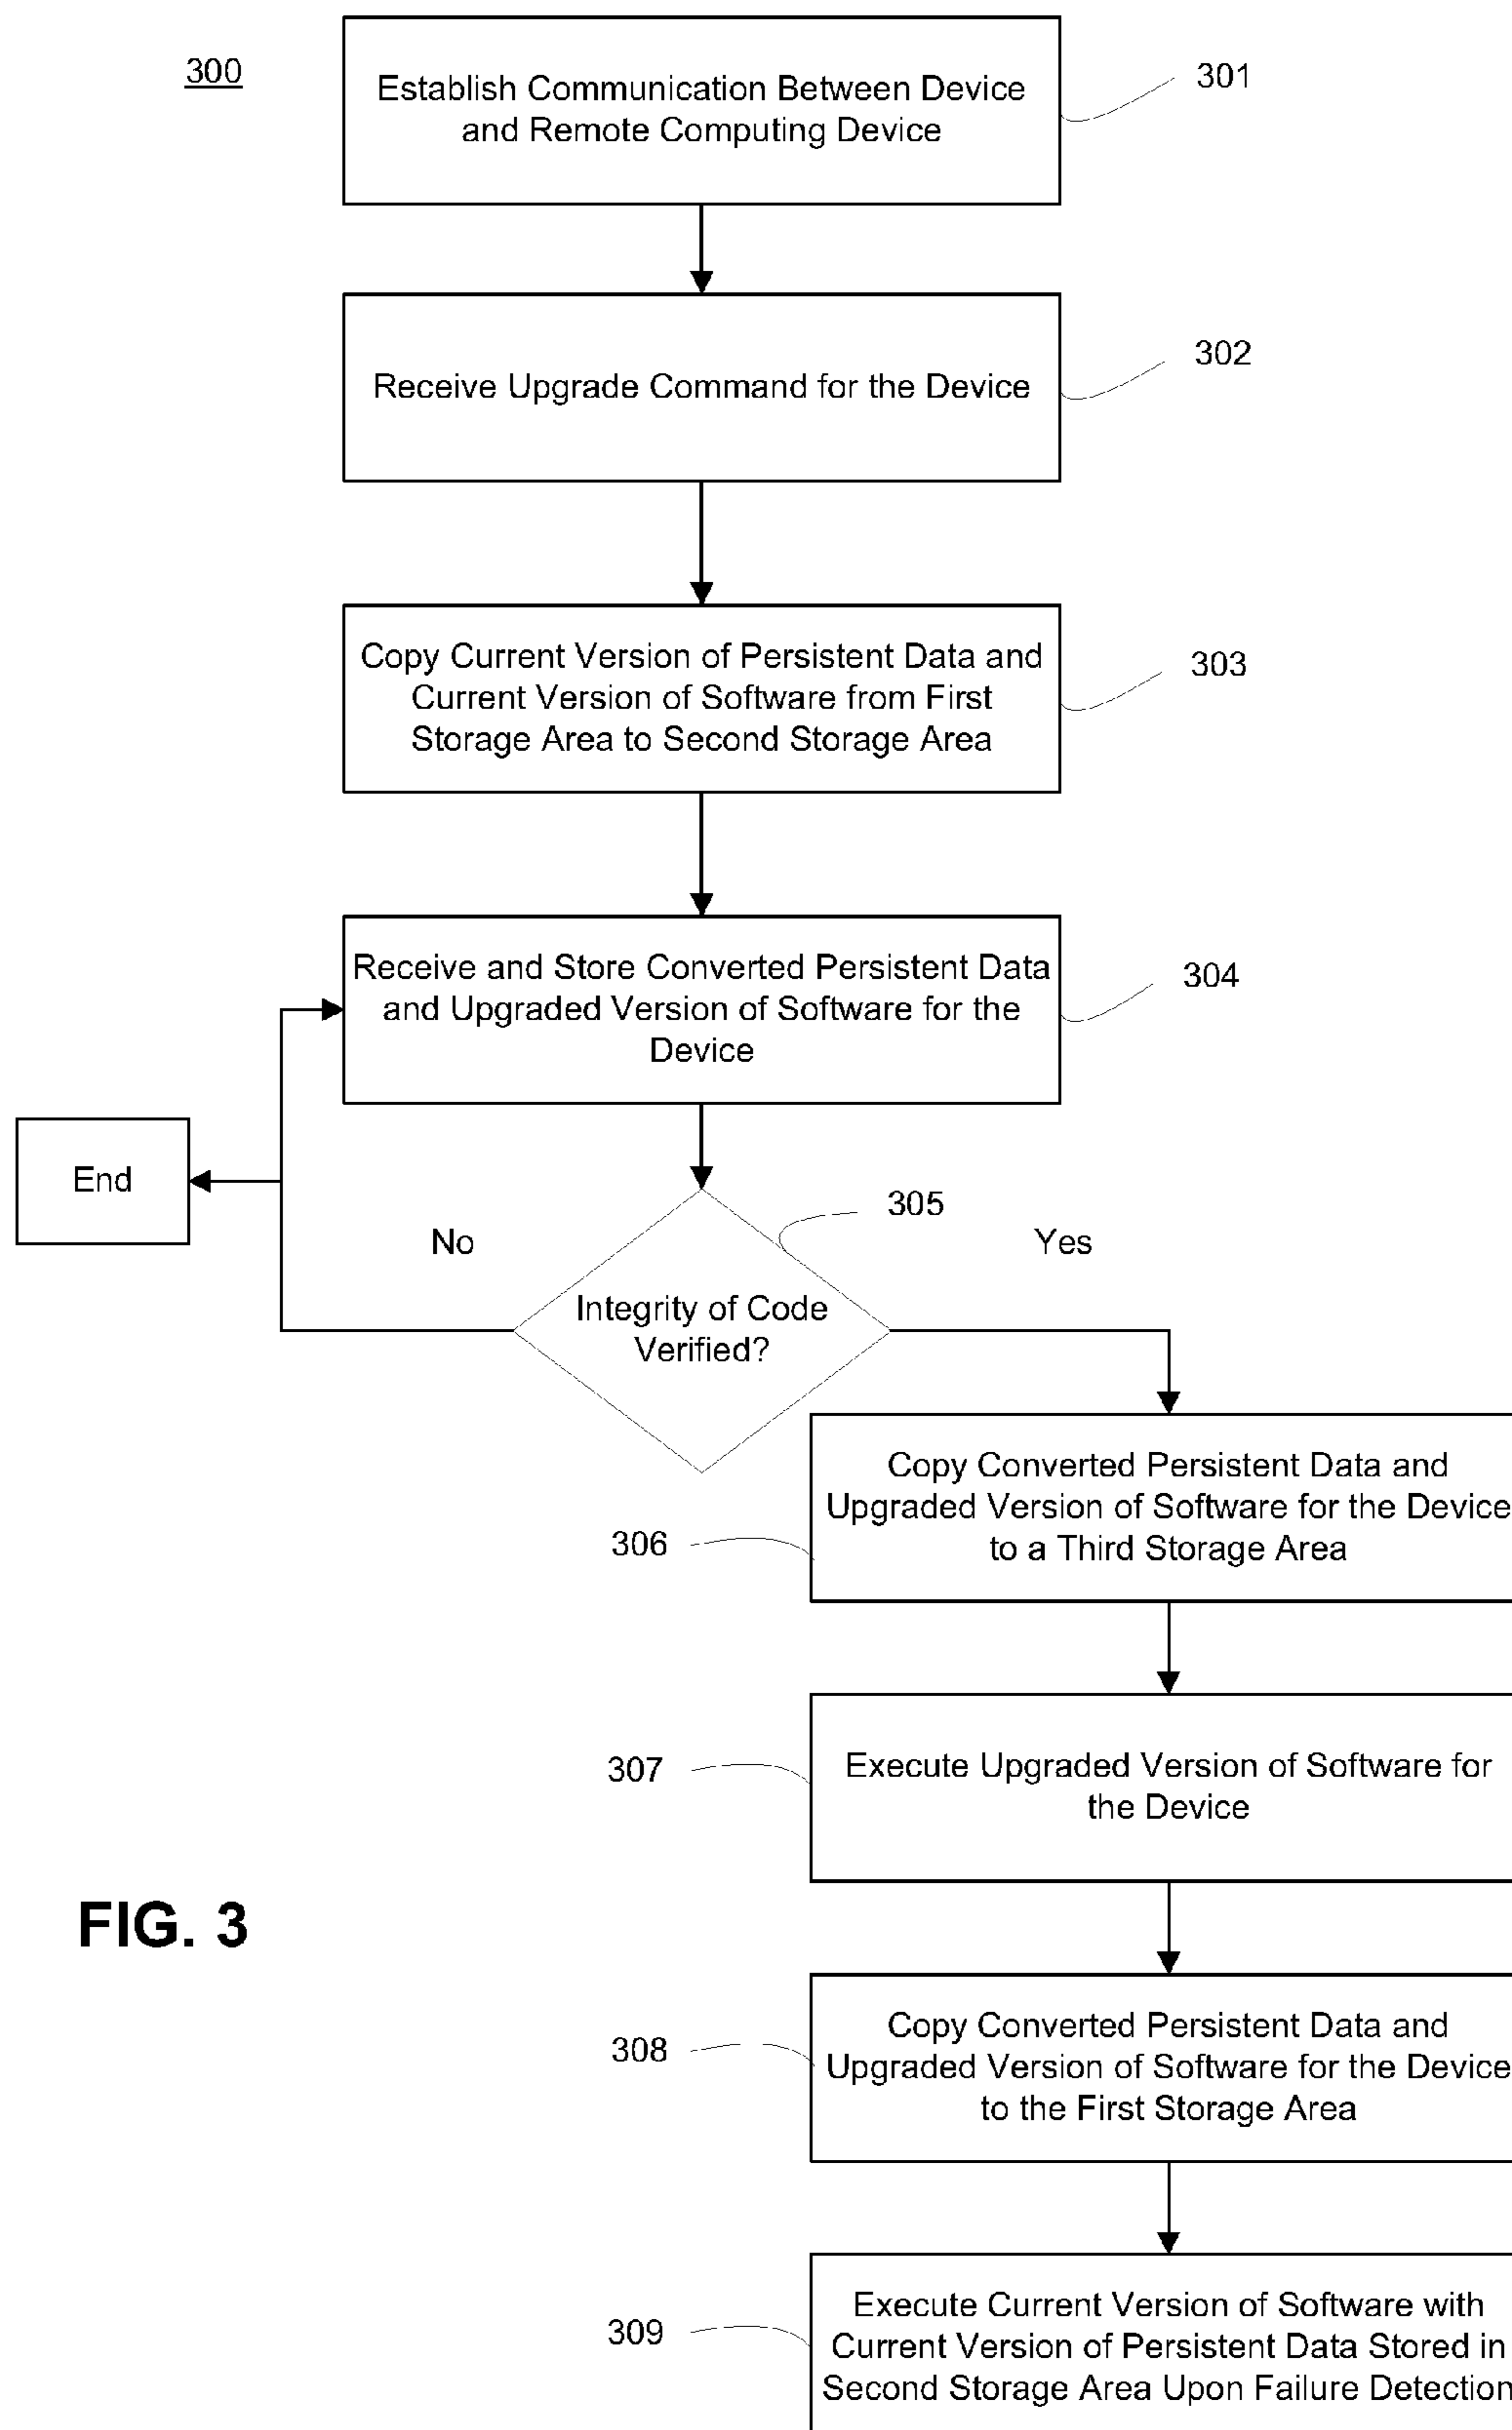 300
Establish Communication Between Device
and Remote Computing Device
301
Receive Upgrade Command for the Device
302
Copy Current Version of Persistent Data and
Current Version of Software from First
Storage Area to Second Storage Area
303
Receive and Store Converted Persistent Data
and Upgraded Version of Software for the
Device
304
End
No
305
Yes
Integrity of Code
Verified?
Copy Converted Persistent Data and
Upgraded Version of Software for the Device
to a Third Storage Area
306
Execute Upgraded Version of Software for
the Device
307
FIG. 3
Copy Converted Persistent Data and
Upgraded Version of Software for the Device
to the First Storage Area
308
Execute Current Version of Software with
Current Version of Persistent Data Stored in
Second Storage Area Upon Failure Detection
309